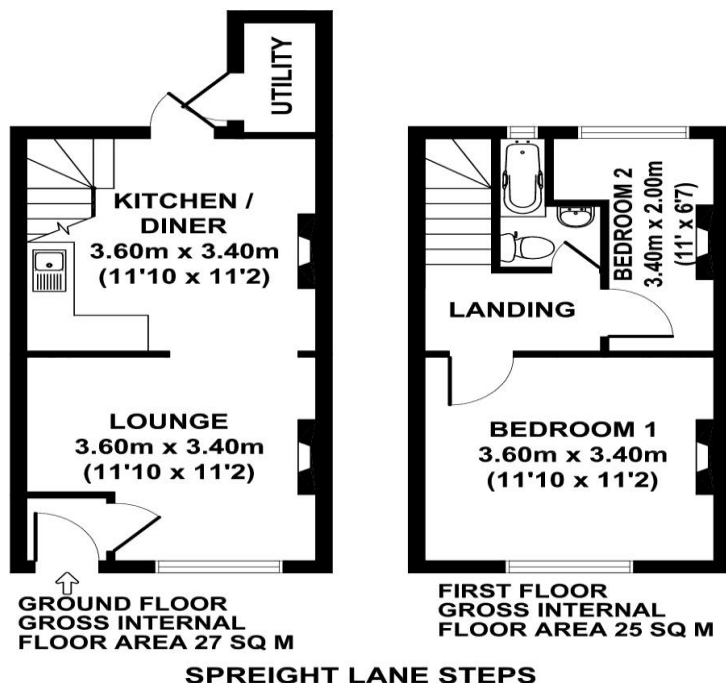 UTILITY
KITCHEN /
DINER
3.60m x 3.40m
(11'10 x 11'2)
LOUNGE
3.60m x 3.40m
(11'10 x 11'2)
GROUND FLOOR
GROSS INTERNAL
FLOOR AREA 27 SQ M
BEDROOM 2
3.40m x 2.00m
(11' x 6'7)
LANDING
BEDROOM 1
3.60m x 3.40m
(11'10 x 11'2)
FIRST FLOOR
GROSS INTERNAL
FLOOR AREA 25 SQ M
SPREIGHT LANE STEPS